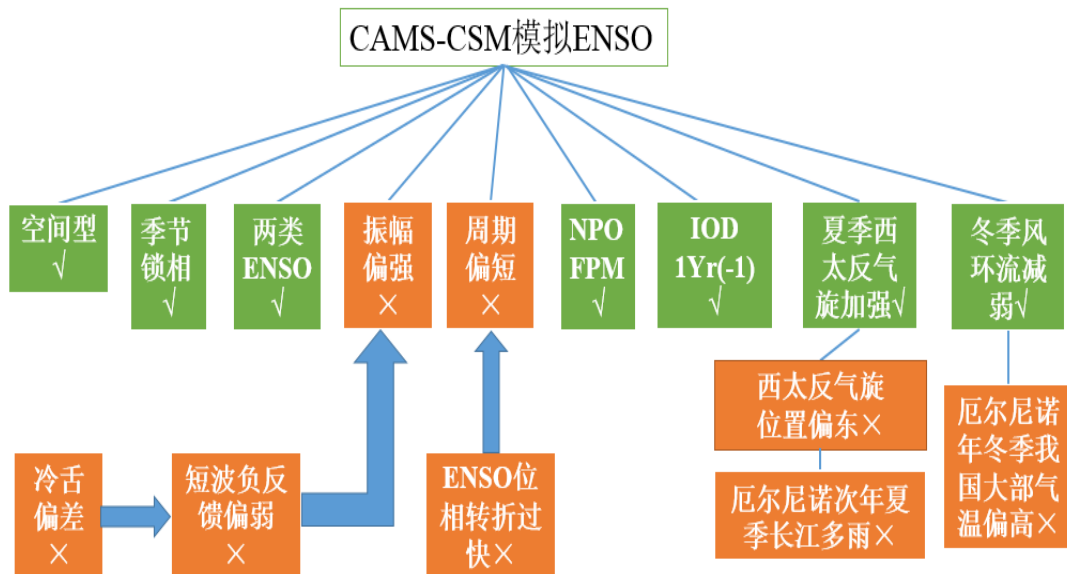 CAMS-CSM模拟ENSO
空间型
√
季节
锁相
√
两类
ENSO
√
振幅
偏强
×
周期
偏短
×
NPO
FPM
√
IOD
1Yr(-1)
√
夏季西
太反气
旋加强√
冬季风
环流减
弱√
西太反气旋
位置偏东×
厄尔尼诺
年冬季我
国大部气
温偏高×
冷舌
偏差
×
短波负反
馈偏弱
×
ENSO位
相转折过
快×
厄尔尼诺次年夏
季长江多雨×